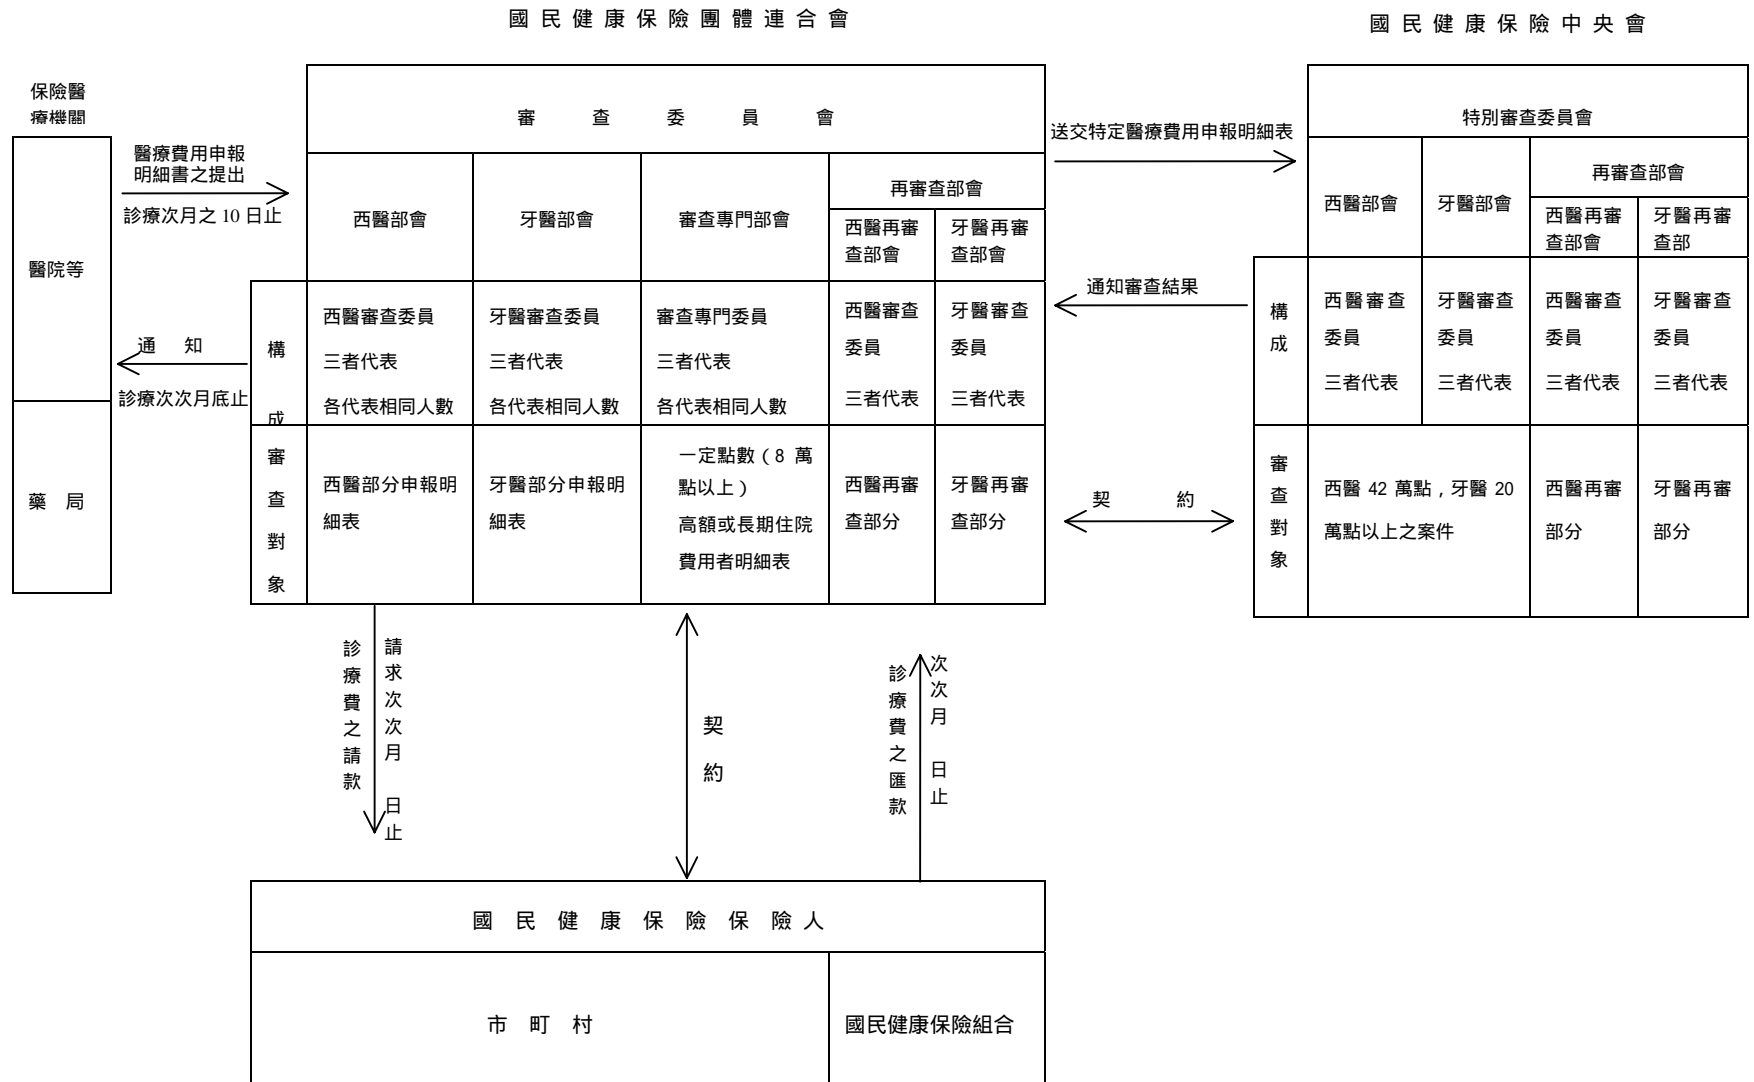 國民健康保險團體連合會
國民健康保險中央會
保險醫
療機關
醫院等
藥 局
醫療費用申報
明細書之提出
診療次月之 10 日止
通 知
診療次次月底止
審查委員會
西醫部會
牙醫部會
審查專門部會
再審查部會
西醫再審
查部會
牙醫再審
查部會
構
成
西醫審查委員
三者代表
各代表相同人數
牙醫審查委員
三者代表
各代表相同人數
審查專門委員
三者代表
各代表相同人數
西醫審查
委員
三者代表
牙醫審查
委員
三者代表
審
查
對
象
西醫部分申報明
細表
牙醫部分申報明
細表
一定點數（8 萬
點以上）
高額或長期住院
費用者明細表
西醫再審
查部分
牙醫再審
查部分
送交特定醫療費用申報明細表
通知審查結果
契 約
特別審查委員會
西醫部會
牙醫部會
再審查部會
西醫再審
查部會
牙醫再審
查部
構
成
西醫審查
委員
三者代表
牙醫審查
委員
三者代表
西醫審查
委員
三者代表
牙醫審查
委員
三者代表
審
查
對
象
西醫 42 萬點，牙醫 20
萬點以上之案件
西醫再審
部分
牙醫再審
部分
診療費之請款
請求次次月 日止
契
約
診療費之匯款
次次月 日止
國民健康保險保險人
市 町 村
國民健康保險組合